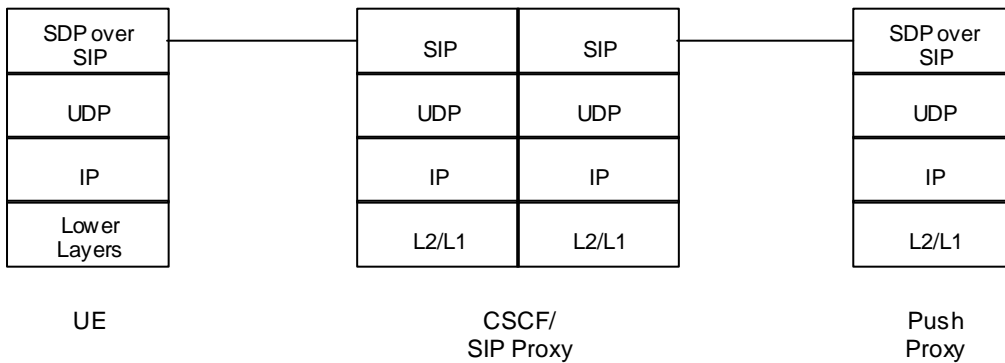 SDP over
SIP
SIP
SIP
SDP over
SIP
UDP
UDP
UDP
UDP
IP
IP
IP
IP
Lower
Layers
L2/L1
L2/L1
L2/L1
UE
CSCF/
SIP Proxy
Push
Proxy